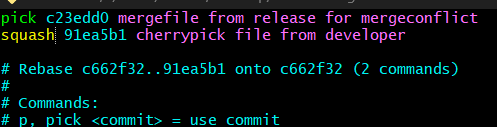 pick c23edd0 mergefile from release for mergeconflict
squash 91ea5b1 cherrypick file from developer
# Rebase c662f32..91ea5b1 onto c662f32 (2 commands)
#
# Commands:
# p, pick <commit> = use commit